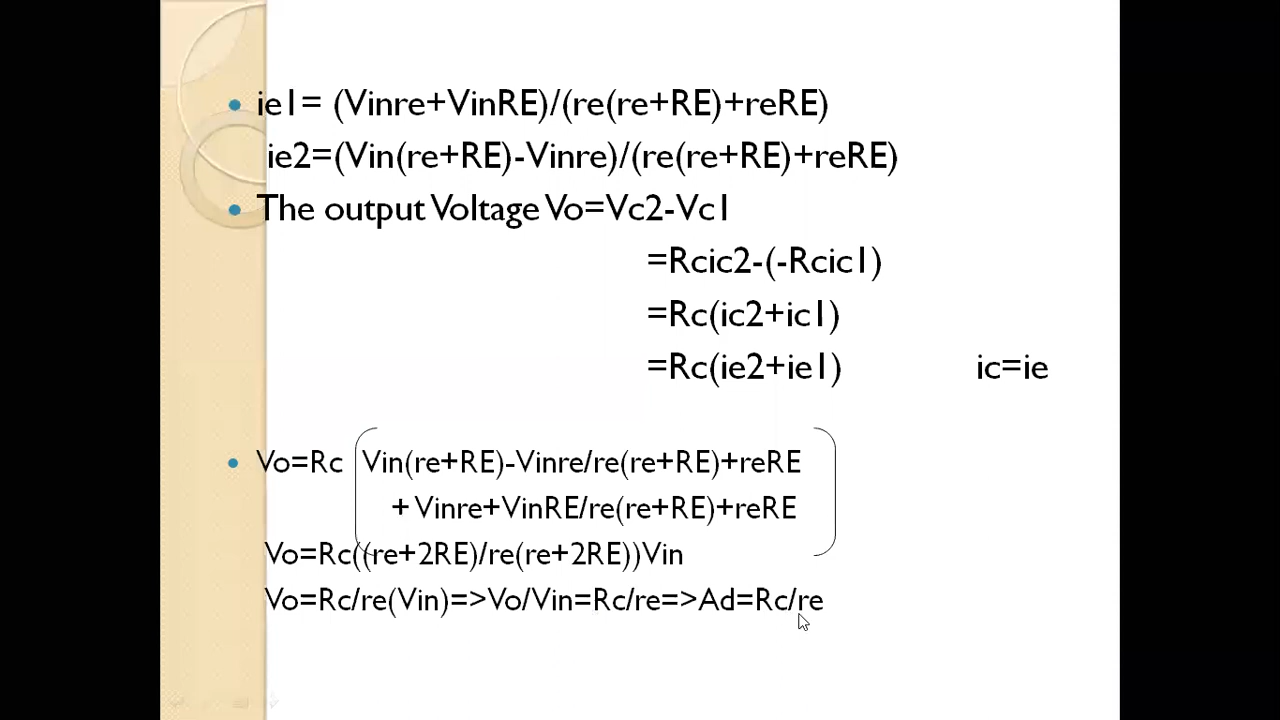 ie1= (Vinre+VinRE)/(re(re+RE)+reRE)
ie2=(Vin(re+RE)-Vinre)/(re(re+RE)+reRE)
The output Voltage Vo=Vc2-Vc1
=Rcic2-(-Rcic1)
=Rc(ic2+ic1)
=Rc(ie2+ie1) ic=ie
Vo=Rc Vin(re+RE)-Vinre/re(re+RE)+reRE
+ Vinre+VinRE/re(re+RE)+reRE
Vo=Rc((re+2RE)/re(re+2RE))Vin
Vo=Rc/re(Vin)=>Vo/Vin=Rc/re=>Ad=Rc/re